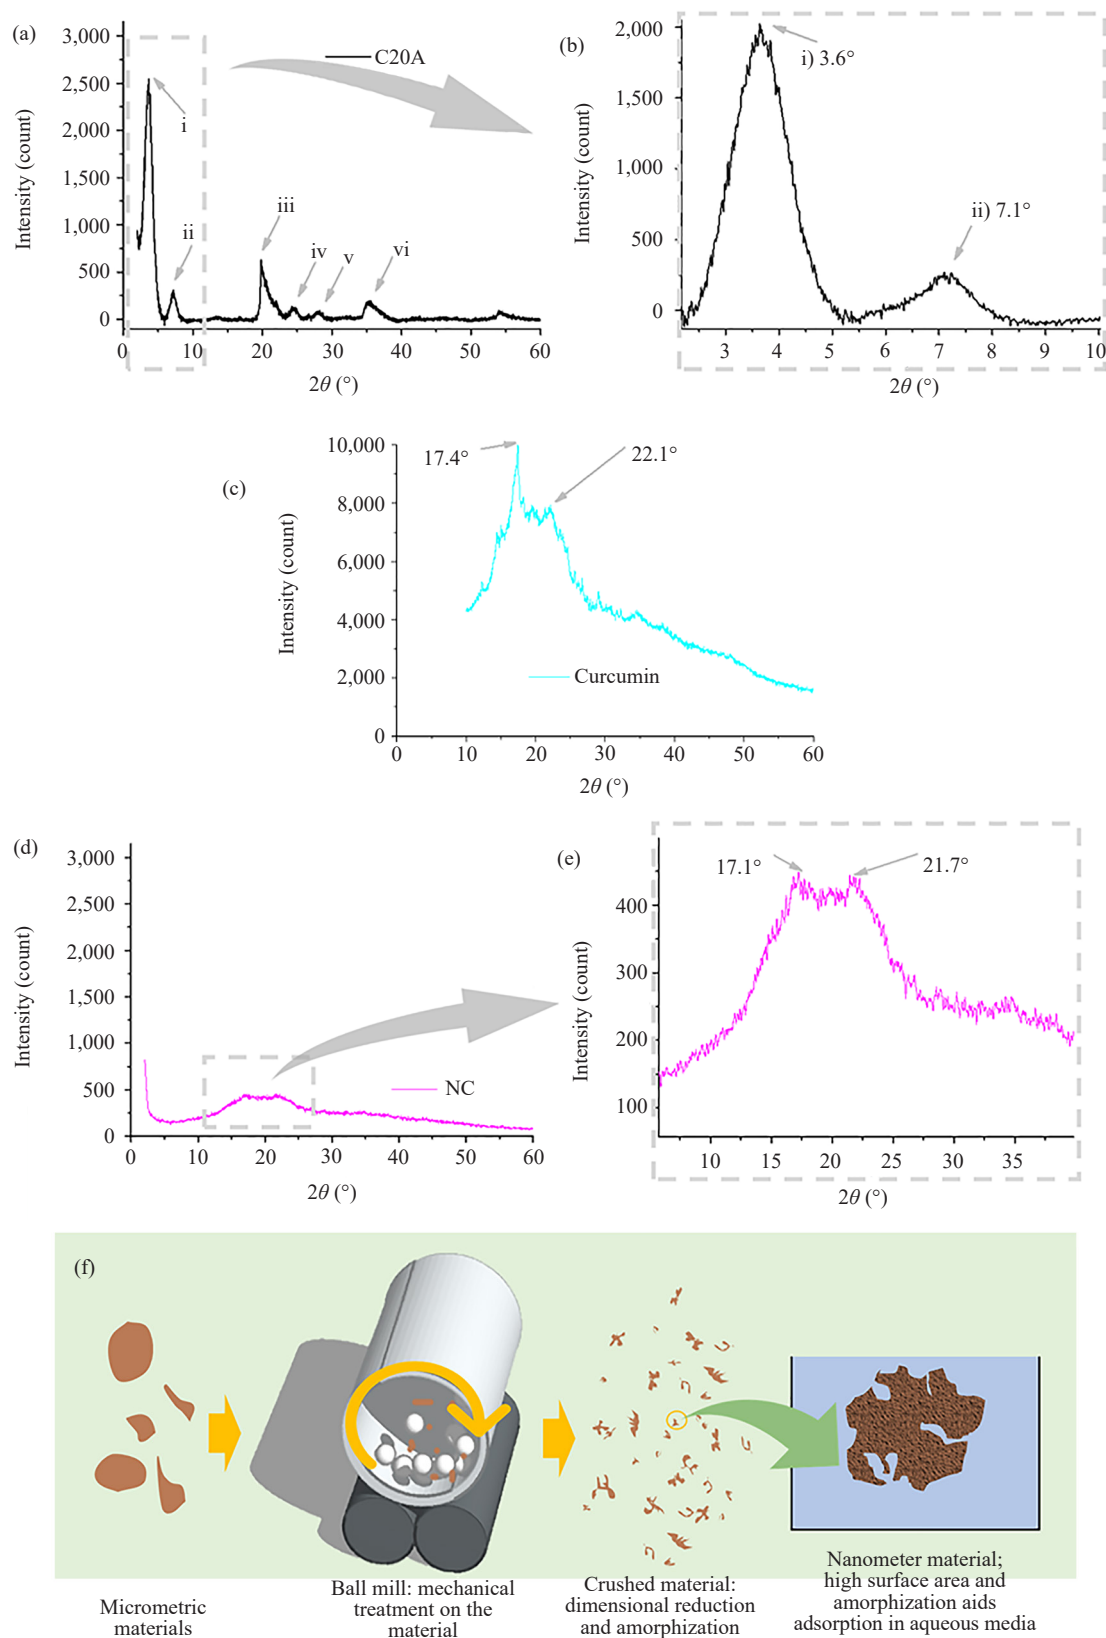 (a)
3,000
2,500
2,000
1,500
1,000
500
0
Intensity (count)
C20A
i
ii
iii
iv
v
vi
0 10 20 30 40 50 60
2θ (°)
(b)
2,000
1,500
1,000
500
0
Intensity (count)
i) 3.6°
ii) 7.1°
3 4 5 6 7 8 9 10
2θ (°)
(c)
10,000
8,000
6,000
4,000
2,000
0
Intensity (count)
17.4°
22.1°
Curcumin
0 10 20 30 40 50 60
2θ (°)
(d)
3,000
2,500
2,000
1,500
1,000
500
0
Intensity (count)
NC
0 10 20 30 40 50 60
2θ (°)
(e)
400
300
200
100
Intensity (count)
17.1°
21.7°
10 15 20 25 30 35
2θ (°)
(f)
Micrometric
materials
Ball mill: mechanical
treatment on the
material
Crushed material:
dimensional reduction
and amorphization
Nanometer material;
high surface area and
amorphization aids
adsorption in aqueous media